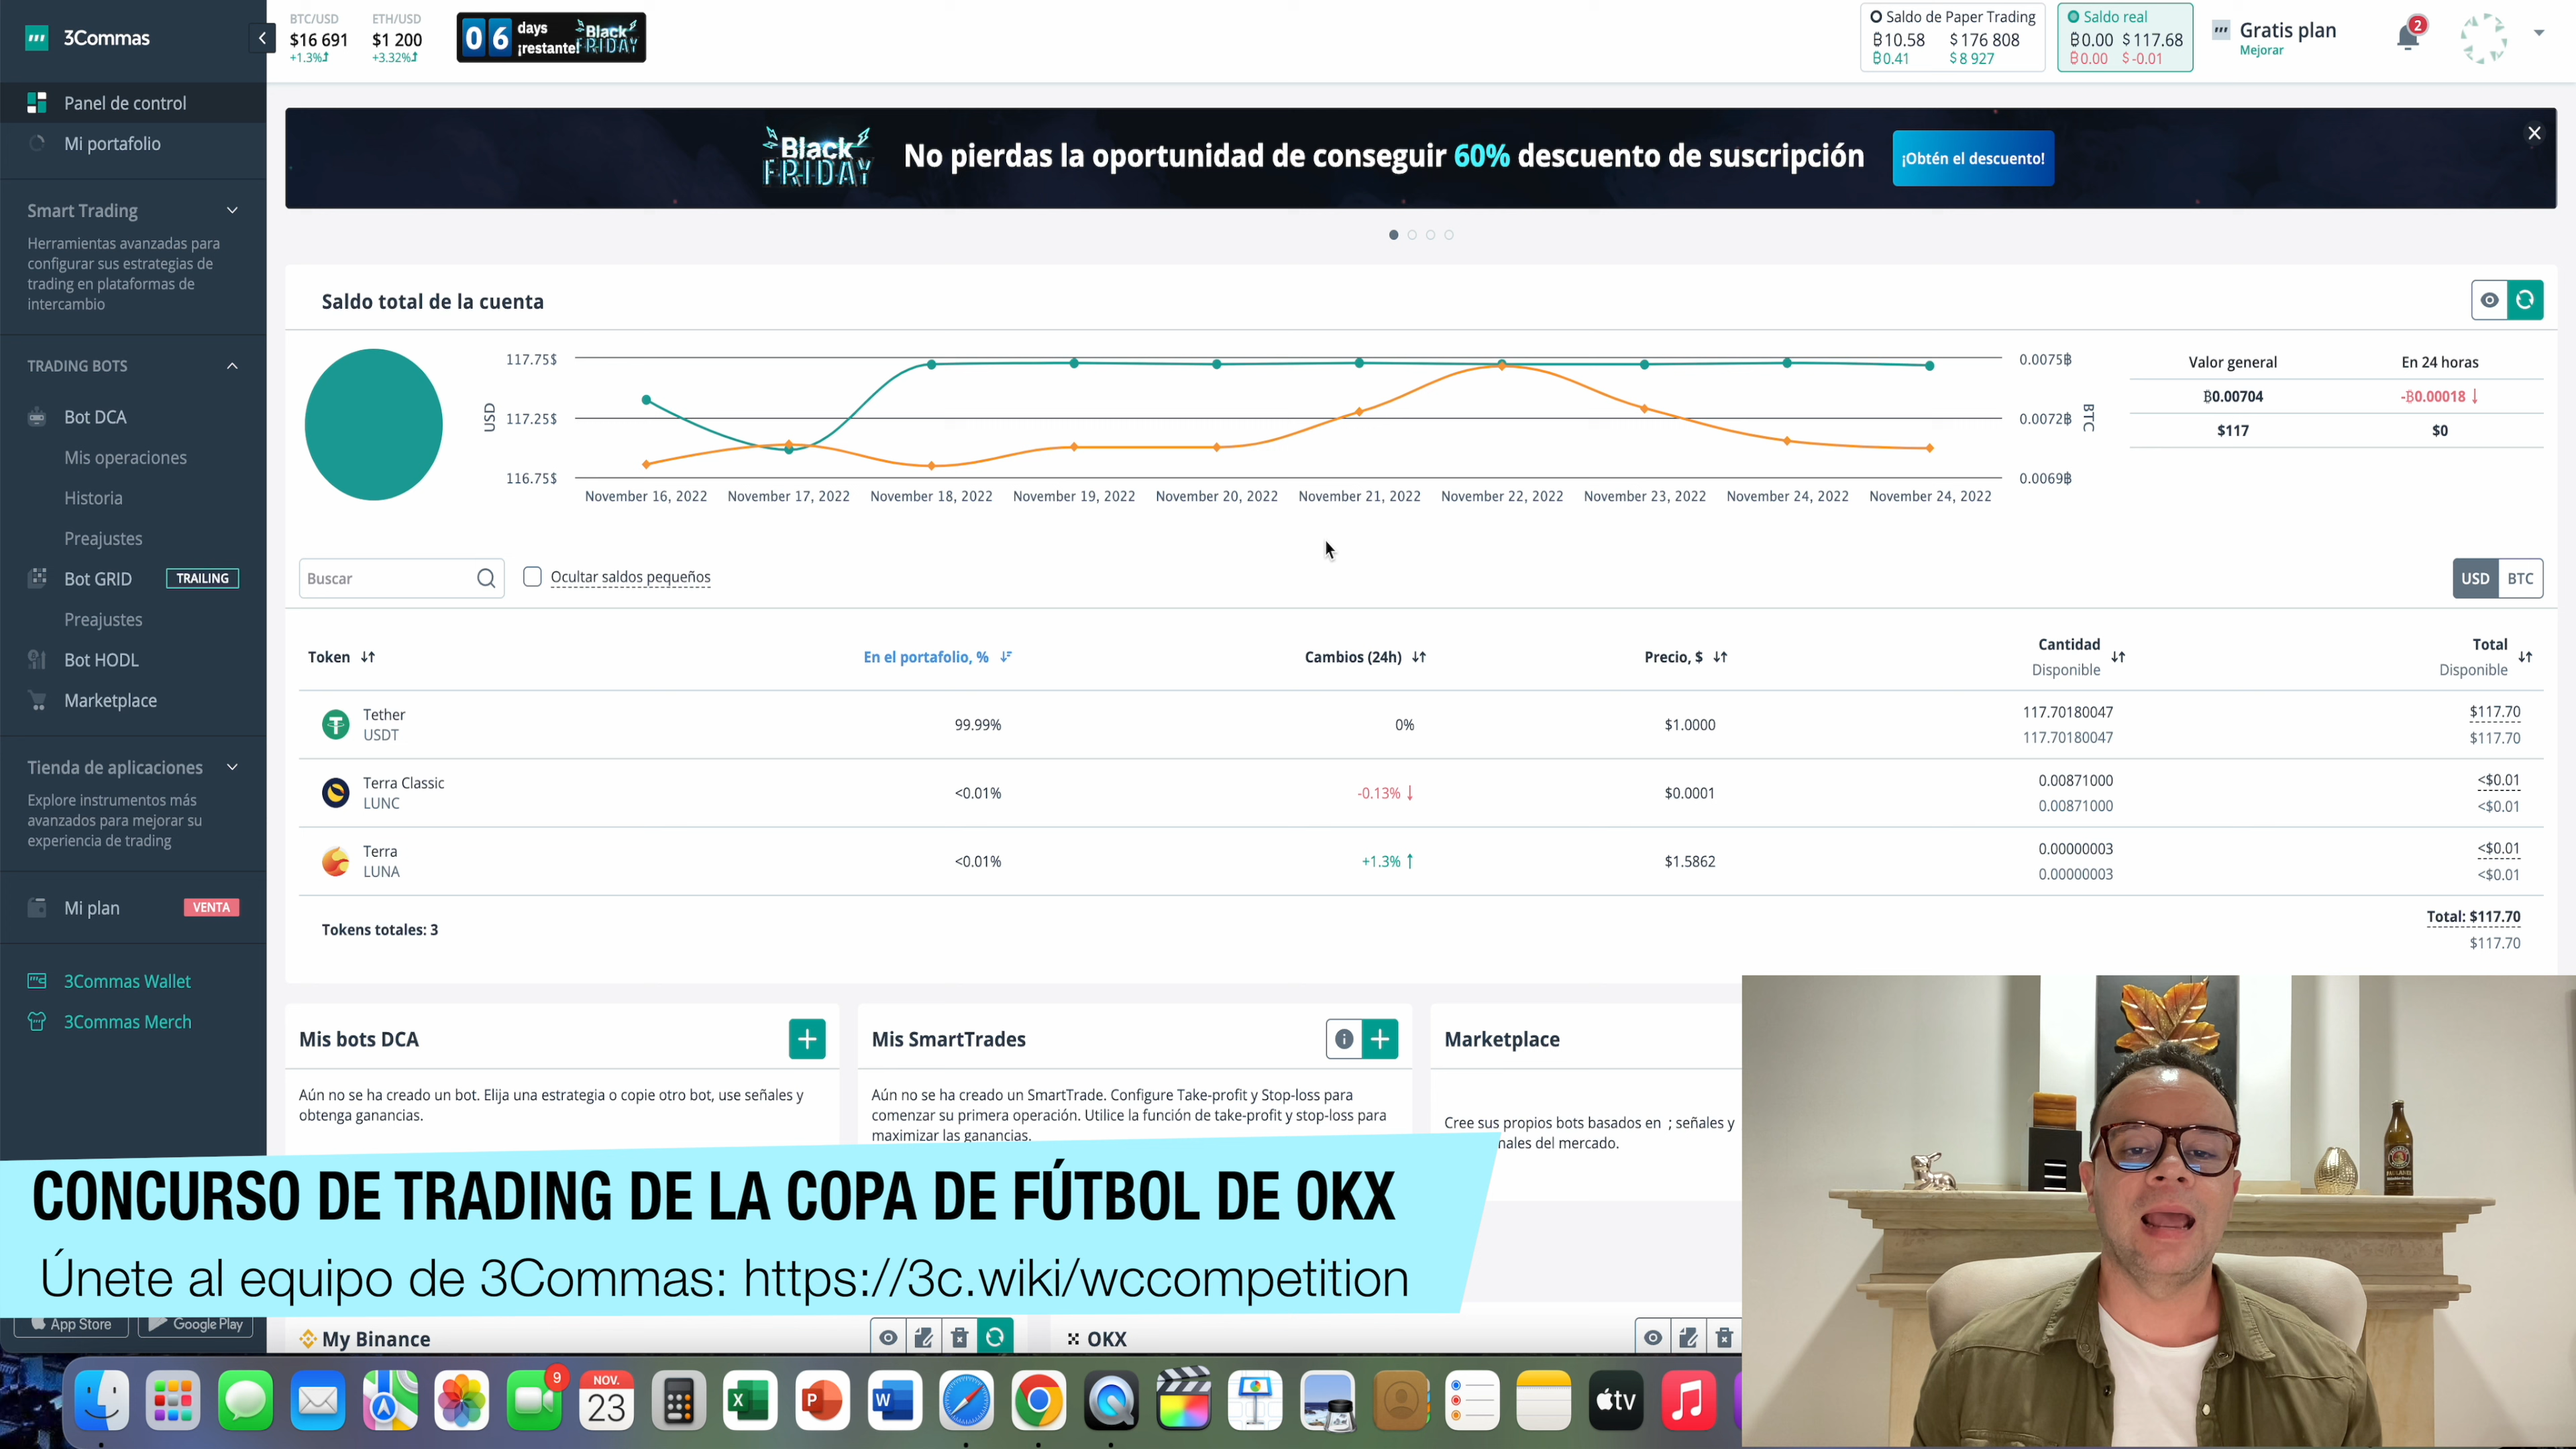 3Commas
BTC/USD
$16 691
+1.3%
ETH/USD
$1 200
+3.32%
06 days
¡restante!
Black FRIDAY
Saldo de Paper Trading
₿10.58 $176 808
₿0.41 $8 927
Saldo real
₿0.00 $117.68
₿0.00 $-0.01
Gratis plan
Mejorar
2
Panel de control
Mi portafolio
Smart Trading
Herramientas avanzadas para
configurar sus estrategias de
trading en plataformas de
intercambio
TRADING BOTS
Bot DCA
Mis operaciones
Historia
Preajustes
Bot GRID TRAILING
Preajustes
Bot HODL
Marketplace
Tienda de aplicaciones
Explore instrumentos más
avanzados para mejorar su
experiencia de trading
Mi plan VENTA
3Commas Wallet
3Commas Merch
App Store Google Play
Black FRIDAY
No pierdas la oportunidad de conseguir 60% descuento de suscripción
¡Obtén el descuento!
Saldo total de la cuenta
117.75$
117.25$
116.75$
USD
0.0075₿
0.0072₿
0.0069₿
BTC
November 16, 2022 November 17, 2022 November 18, 2022 November 19, 2022 November 20, 2022 November 21, 2022 November 22, 2022 November 23, 2022 November 24, 2022 November 24, 2022
Valor general En 24 horas
₿0.00704 -₿0.00018
$117 $0
Buscar
Ocultar saldos pequeños
USD BTC
Token En el portafolio, % Cambios (24h) Precio, $ Cantidad Total
Disponible Disponible
Tether 117.70180047 $117.70
99.99% 0% $1.0000
USDT 117.70180047 $117.70
Terra Classic 0.00871000 <$0.01
<0.01% -0.13% $0.0001
LUNC 0.00871000 <$0.01
Terra 0.00000003 <$0.01
<0.01% +1.3% $1.5862
LUNA 0.00000003 <$0.01
Tokens totales: 3
Total: $117.70
$117.70
Mis bots DCA
Aún no se ha creado un bot. Elija una estrategia o copie otro bot, use señales y
obtenga ganancias.
Mis SmartTrades
Aún no se ha creado un SmartTrade. Configure Take-profit y Stop-loss para
comenzar su primera operación. Utilice la función de take-profit y stop-loss para
maximizar las ganancias.
Marketplace
Cree sus propios bots basados en ; señales y
nales del mercado.
CONCURSO DE TRADING DE LA COPA DE FÚTBOL DE OKX
Únete al equipo de 3Commas: https://3c.wiki/wccompetition
My Binance
OKX
9
NOV.
23
X
P
W
tv